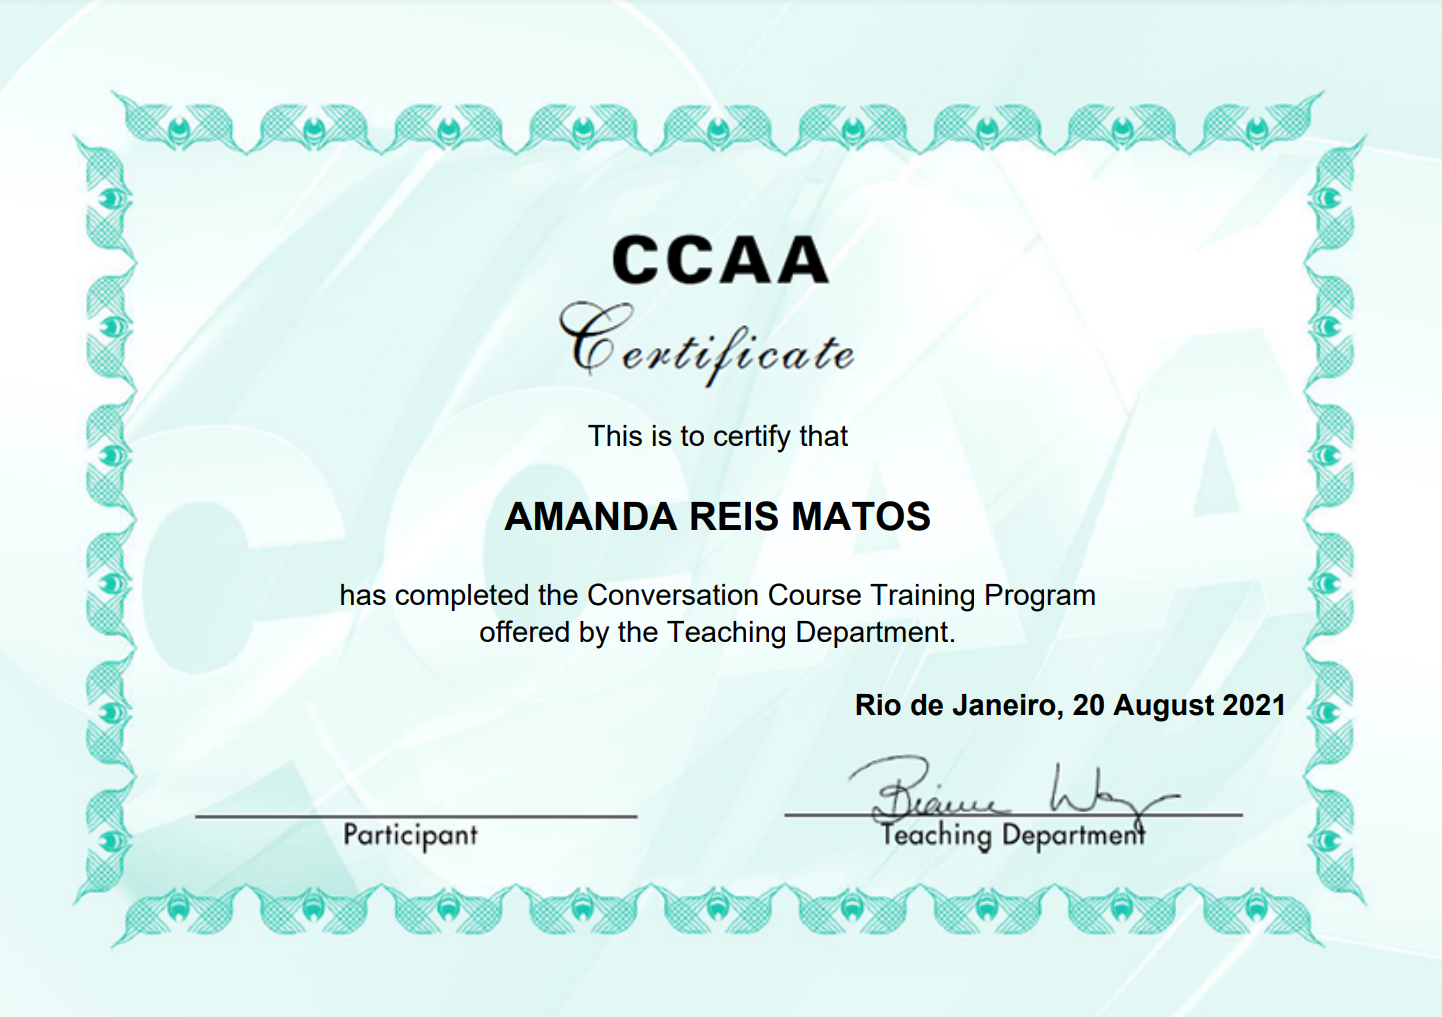 CCAA
Certificate
This is to certify that
AMANDA REIS MATOS
has completed the Conversation Course Training Program
offered by the Teaching Department.
Rio de Janeiro, 20 August 2021
Participant
Teaching Department